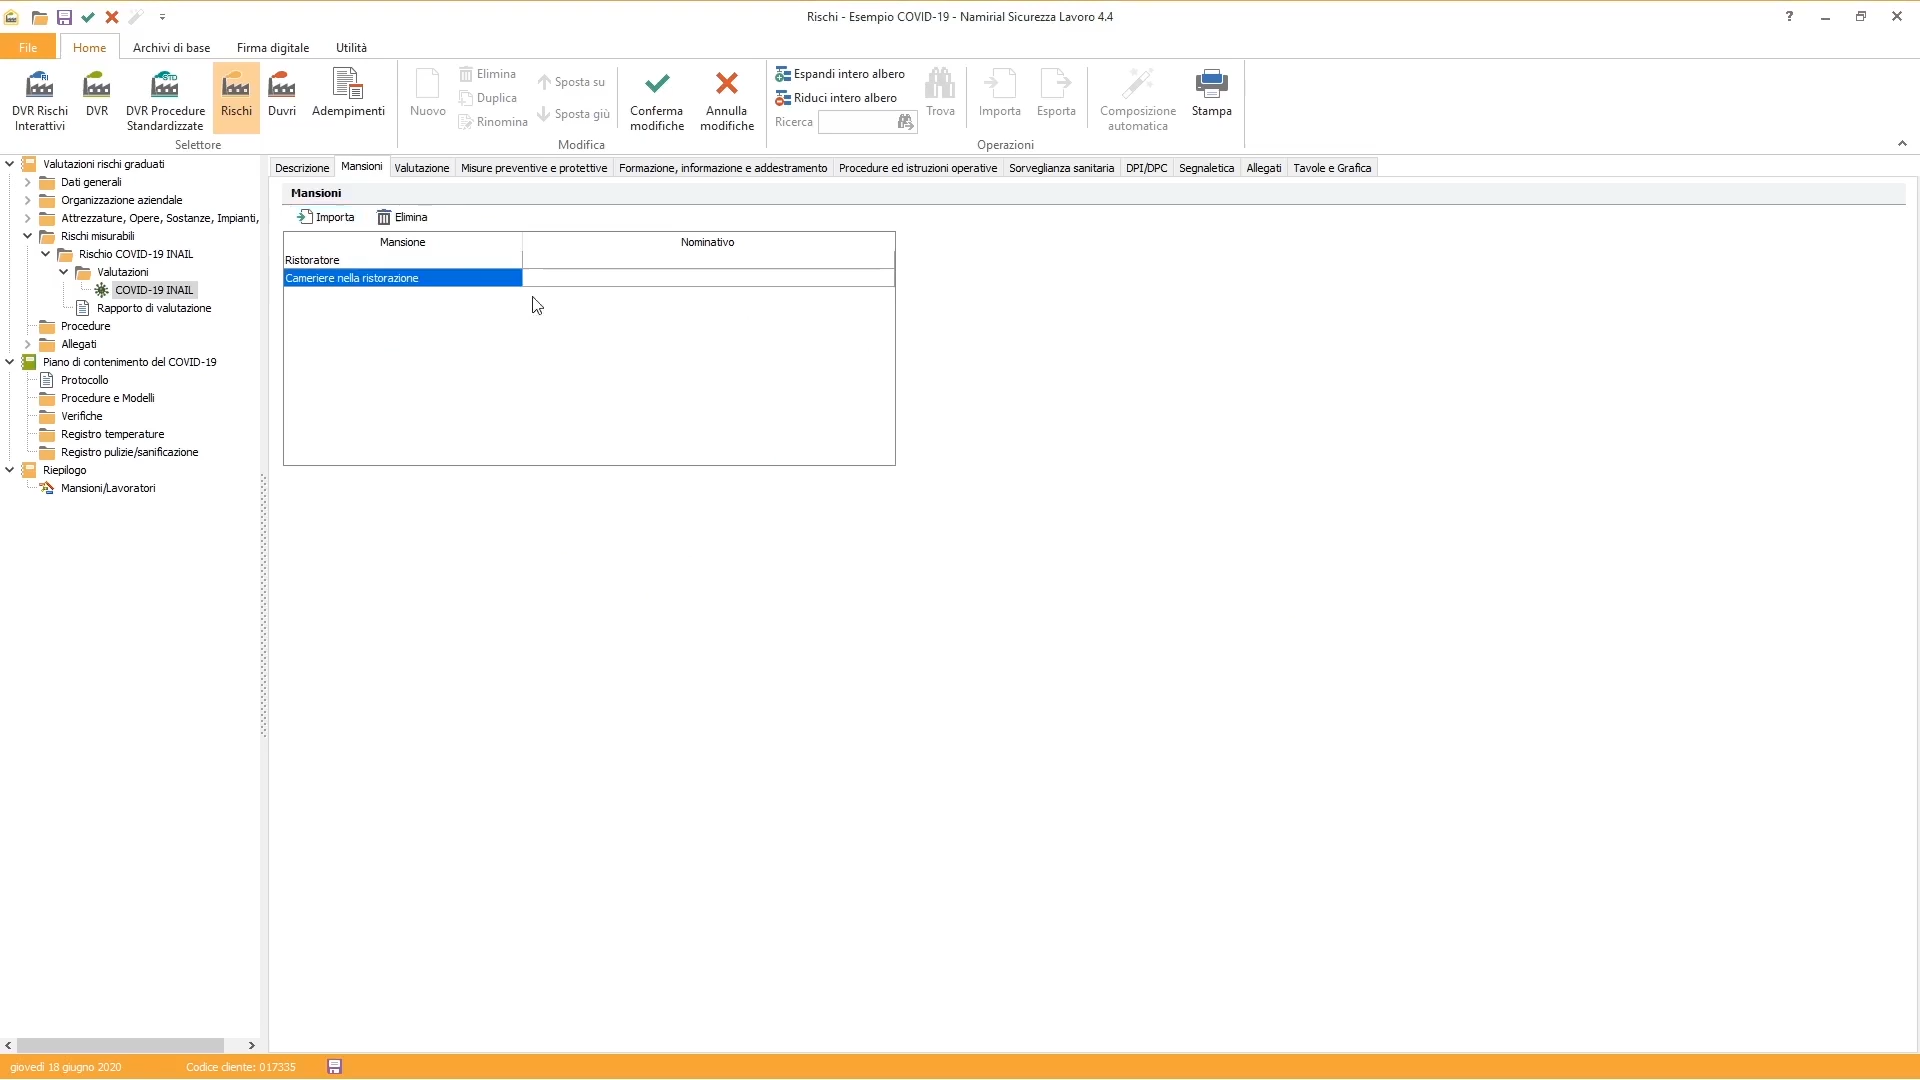 Rischi - Esempio COVID-19 - Namirial Sicurezza Lavoro 4.4
File Home Archivi di base Firma digitale Utilità
DVR Rischi Interattivi
DVR
DVR Procedure Standardizzate
Rischi
Duvri
Adempimenti
Selettore
Nuovo
Elimina
Duplica
Rinomina
Sposta su
Sposta giù
Conferma modifiche
Annulla modifiche
Modifica
Espandi intero albero
Riduci intero albero
Ricerca
Trova
Importa
Esporta
Composizione automatica
Stampa
Operazioni
Valutazioni rischi graduati
Dati generali
Organizzazione aziendale
Attrezzature, Opere, Sostanze, Impianti,
Rischi misurabili
Rischio COVID-19 INAIL
Valutazioni
COVID-19 INAIL
Rapporto di valutazione
Procedure
Allegati
Piano di contenimento del COVID-19
Protocollo
Procedure e Modelli
Verifiche
Registro temperature
Registro pulizie/sanificazione
Riepilogo
Mansioni/Lavoratori
Descrizione Mansioni Valutazione Misure preventive e protettive Formazione, informazione e addestramento Procedure ed istruzioni operative Sorveglianza sanitaria DPI/DPC Segnaletica Allegati Tavole e Grafica
Mansioni
Importa Elimina
Mansione Nominativo
Ristoratore
Cameriere nella ristorazione
giovedì 18 giugno 2020 Codice cliente: 017335